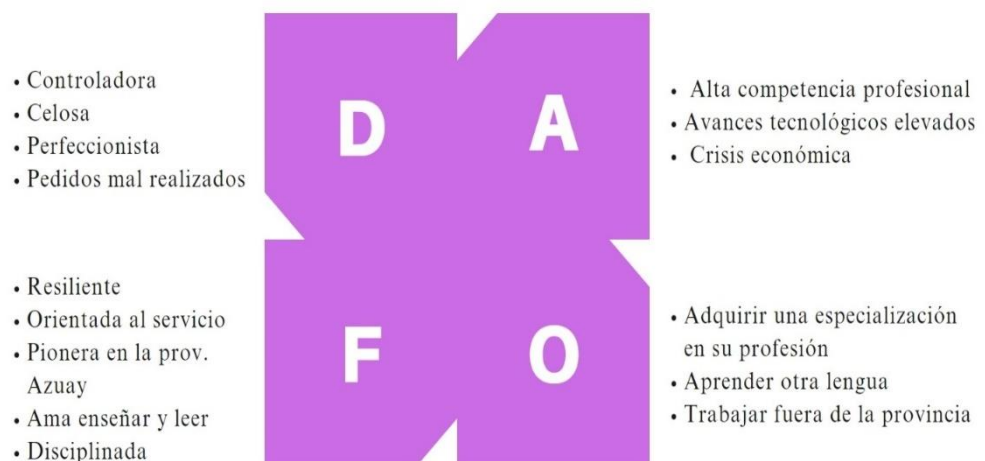 • Controladora
• Celosa
• Perfeccionista
• Pedidos mal realizados
D
A
• Alta competencia profesional
• Avances tecnológicos elevados
• Crisis económica
• Resiliente
• Orientada al servicio
• Pionera en la prov.
Azuay
• Ama enseñar y leer
• Disciplinada
F
O
• Adquirir una especialización
en su profesión
• Aprender otra lengua
• Trabajar fuera de la provincia